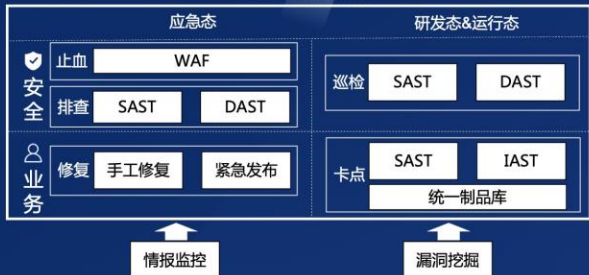 应急态
研发态&运行态
安全
止血 WAF
排查 SAST DAST
巡检 SAST DAST
业务
修复 手工修复 紧急发布
卡点 SAST IAST
统一制品库
情报监控
漏洞挖掘